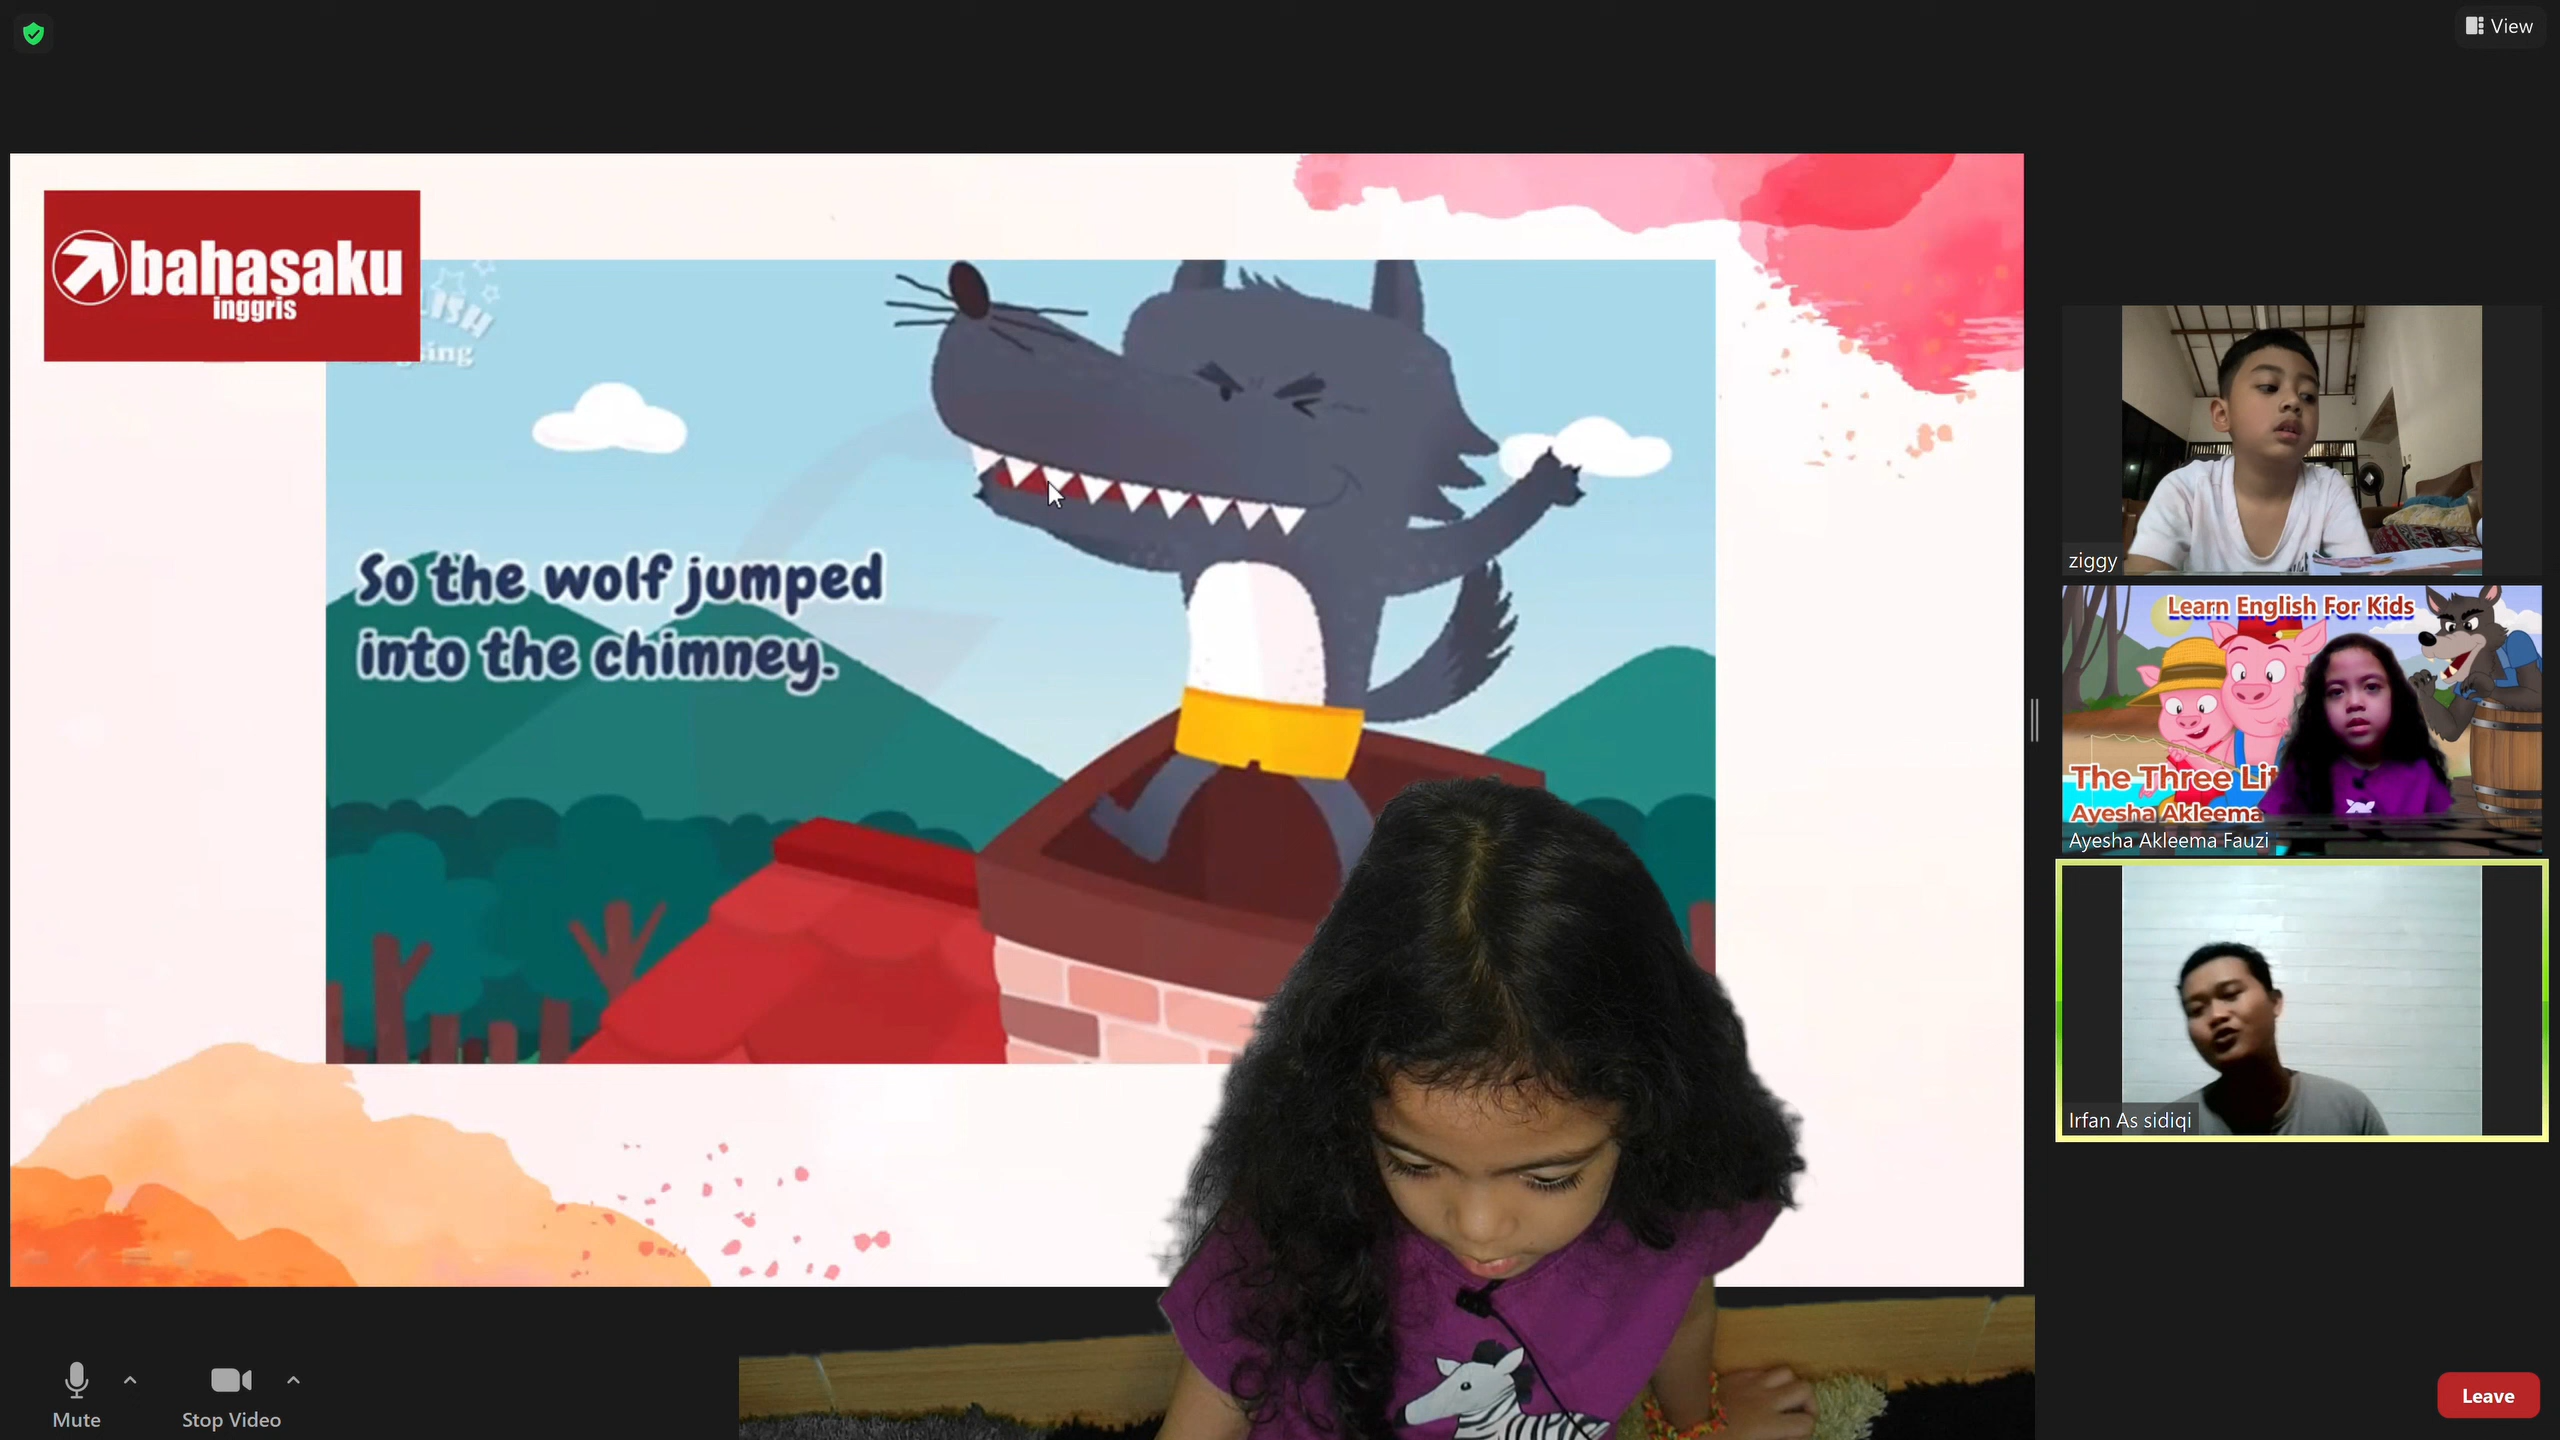 View
bahasaku
inggris
So the wolf jumped
into the chimney.
ziggy
Learn English For Kids
The Three Lit
Ayesha Akleema
Ayesha Akleema Fauzi
Irfan As sidiqi
Mute
Stop Video
Leave